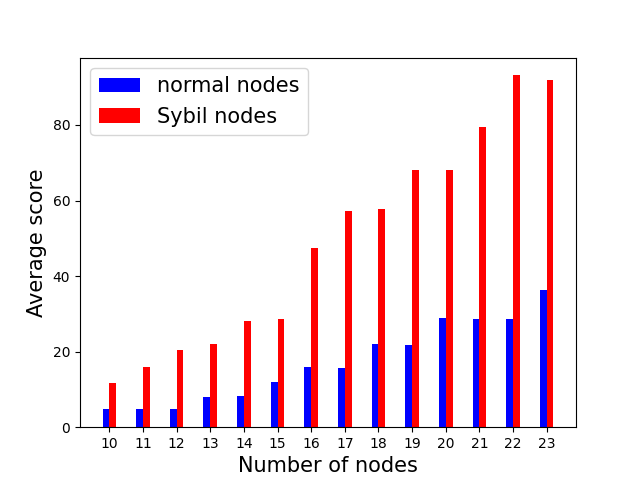 normal nodes
Sybil nodes
Average score
80
60
40
20
0
10 11 12 13 14 15 16 17 18 19 20 21 22 23
Number of nodes